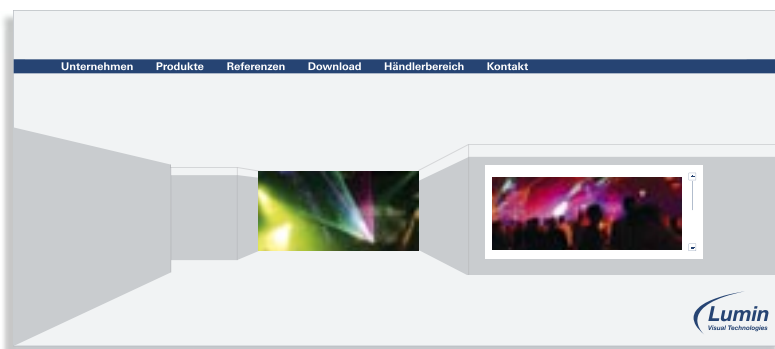 Unternehmen Produkte Referenzen Download Händlerbereich Kontakt
Lumin
Visual Technologies